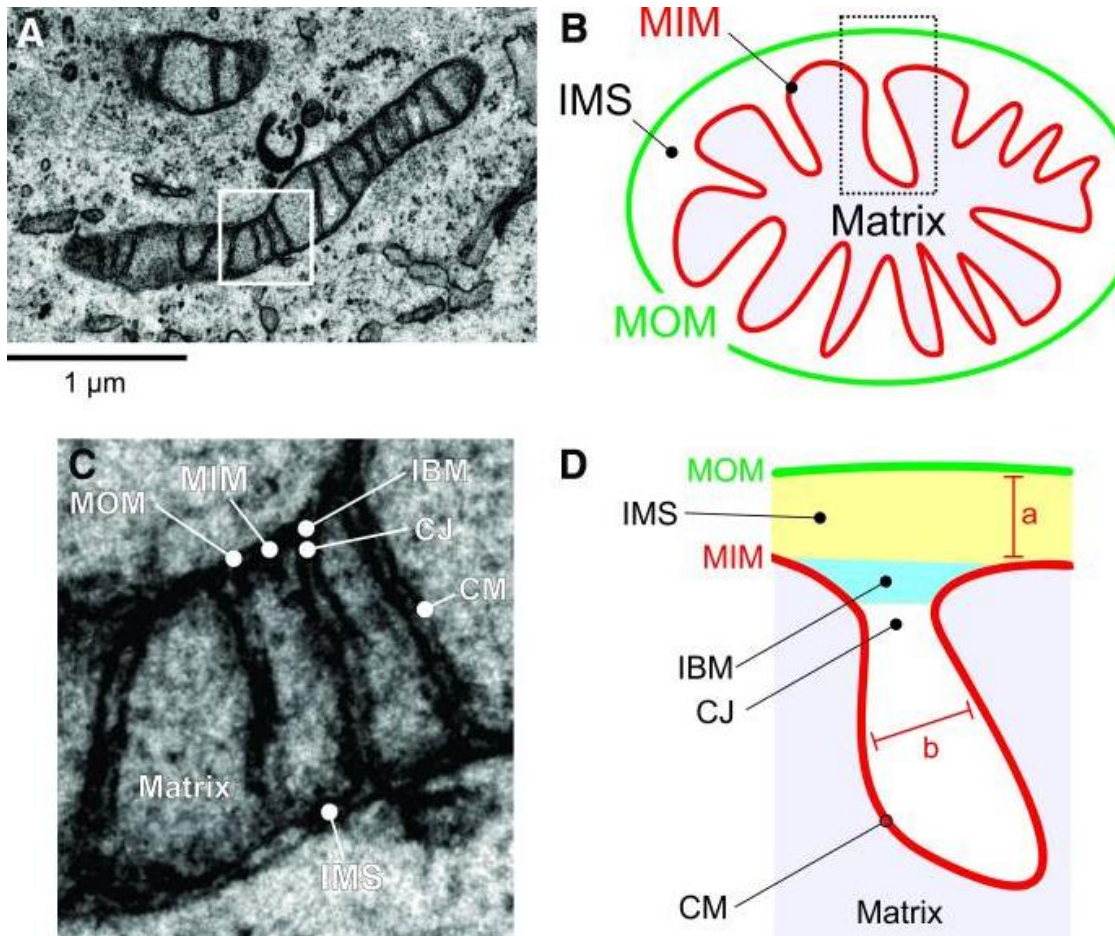 A
1 µm
B
MIM
IMS
Matrix
MOM
C
MOM
MIM
IBM
CJ
CM
Matrix
IMS
D
MOM
IMS
a
MIM
IBM
CJ
b
CM
Matrix